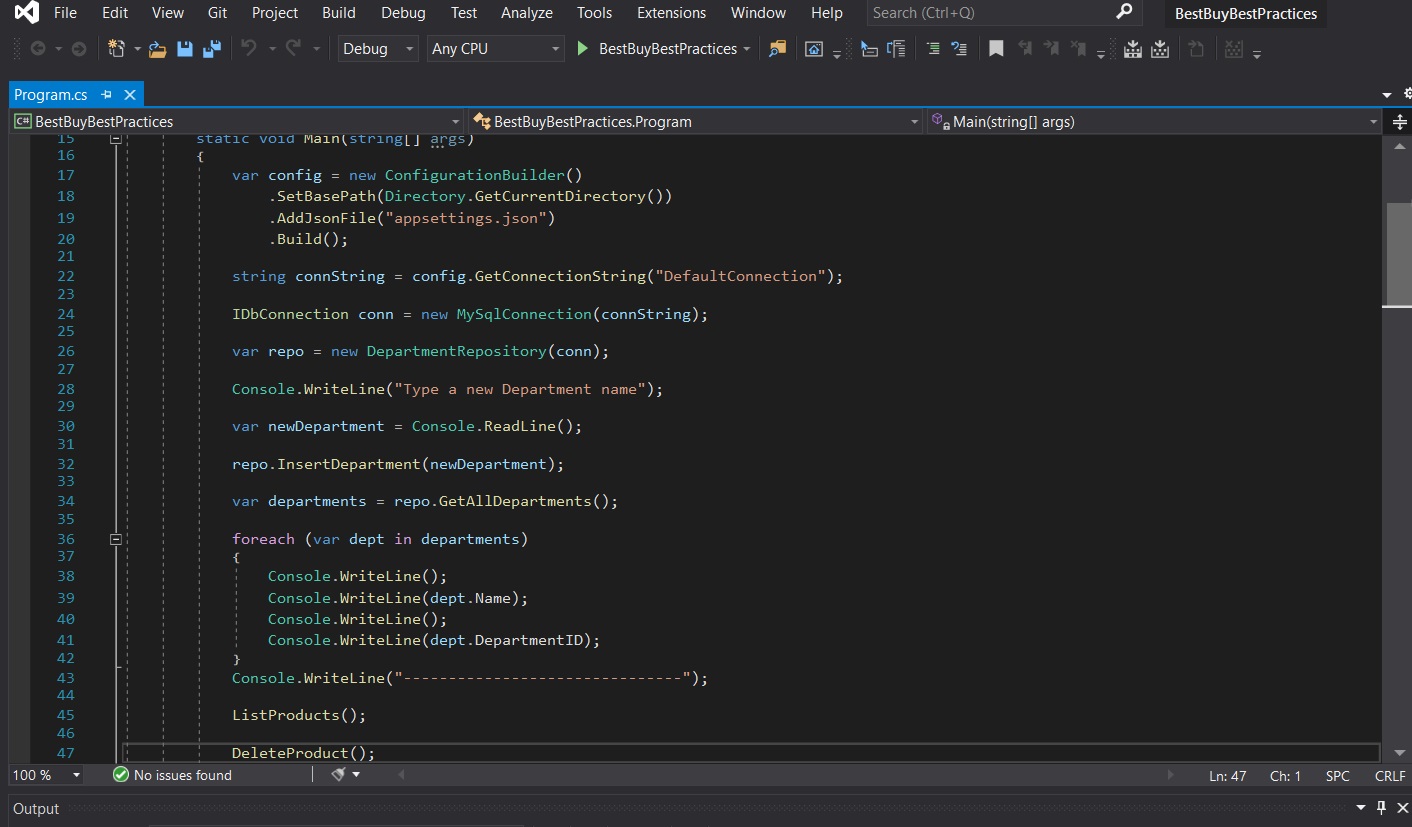 File Edit View Git Project Build Debug Test Analyze Tools Extensions Window Help Search (Ctrl+Q) BestBuyBestPractices
Debug Any CPU BestBuyBestPractices
Program.cs
C# BestBuyBestPractices BestBuyBestPractices.Program Main(string[] args)
15 static void Main(string[] args)
16 {
17 var config = new ConfigurationBuilder()
18 .SetBasePath(Directory.GetCurrentDirectory())
19 .AddJsonFile("appsettings.json")
20 .Build();
21
22 string connString = config.GetConnectionString("DefaultConnection");
23
24 IDbConnection conn = new MySqlConnection(connString);
25
26 var repo = new DepartmentRepository(conn);
27
28 Console.WriteLine("Type a new Department name");
29
30 var newDepartment = Console.ReadLine();
31
32 repo.InsertDepartment(newDepartment);
33
34 var departments = repo.GetAllDepartments();
35
36 foreach (var dept in departments)
37 {
38 Console.WriteLine();
39 Console.WriteLine(dept.Name);
40 Console.WriteLine();
41 Console.WriteLine(dept.DepartmentID);
42 }
43 Console.WriteLine("-------------------------------");
44
45 ListProducts();
46
47 DeleteProduct();
100 % No issues found Ln: 47 Ch: 1 SPC CRLF
Output